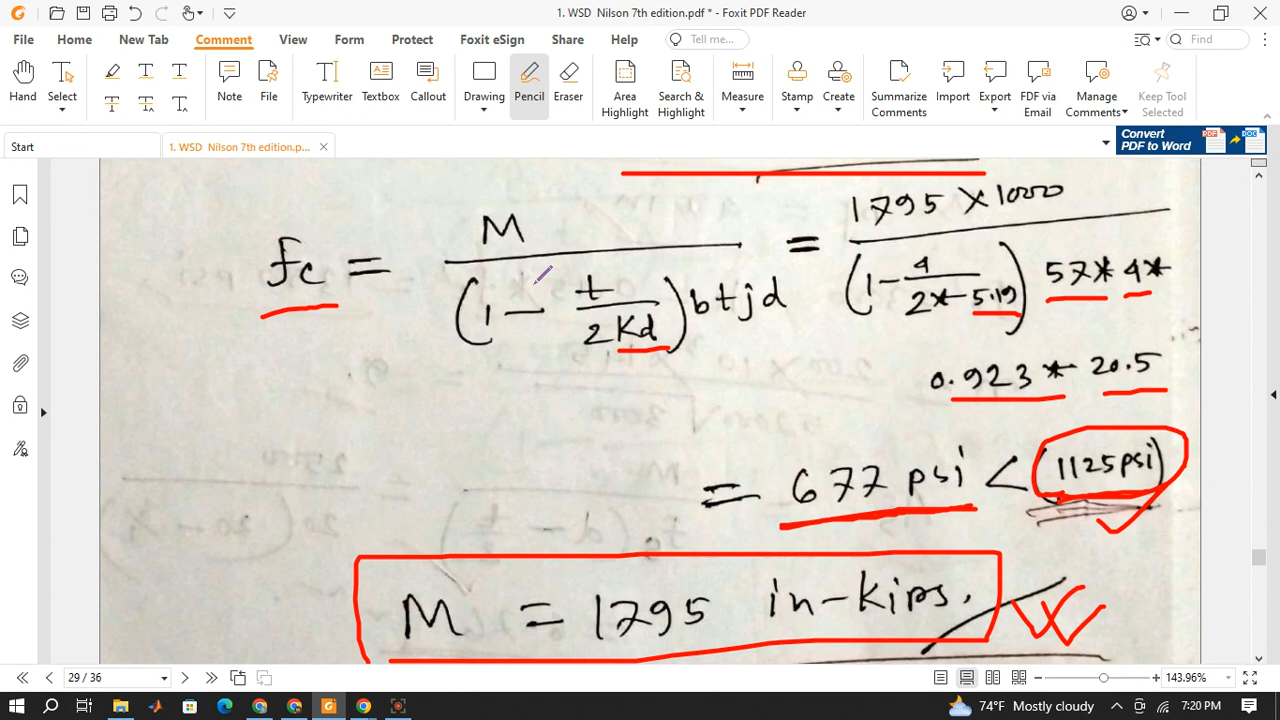 1. WSD Nilson 7th edition.pdf * - Foxit PDF Reader
File Home New Tab Comment View Form Protect Foxit eSign Share Help Tell me... Find
Hand Select Note File Typewriter Textbox Callout Drawing Pencil Eraser Area Highlight Search & Highlight Measure Stamp Create Summarize Comments Import Export PDF via Email Manage Comments Keep Tool Selected
Start 1. WSD Nilson 7th edition.p... Convert PDF to Word
fc = M / (1 - t / 2Kd) b t j d = 1795 × 1000 / (1 - 4 / 2* 5.19) 57* 4*
0.923 * 20.5
= 677 psi < (1125 psi)
M = 1795 in-kips.
29 / 36 143.96%
74°F Mostly cloudy 7:20 PM